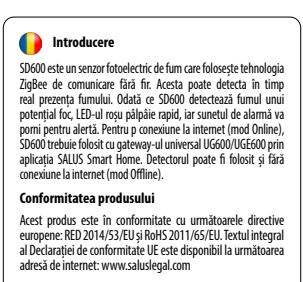 Introducere
SD600 este un senzor fotoelectric de fum care folosește tehnologia
ZigBee de comunicare fără fir. Acesta poate detecta în timp
real prezența fumului. Odată ce SD600 detectează fumul unui
potențial foc, LED-ul roșu pâlpâie rapid, iar sunetul de alarmă va
porni pentru alertă. Pentru p conexiune la internet (mod Online),
SD600 trebuie folosit cu gateway-ul universal UG600/UGE600 prin
aplicația SALUS Smart Home. Detectorul poate fi folosit și fără
conexiune la internet (mod Offline).
Conformitatea produsului
Acest produs este în conformitate cu următoarele directive
europene: RED 2014/53/EU și RoHS 2011/65/EU. Textul integral
al Declarației de conformitate UE este disponibil la următoarea
adresă de internet: www.saluslegal.com